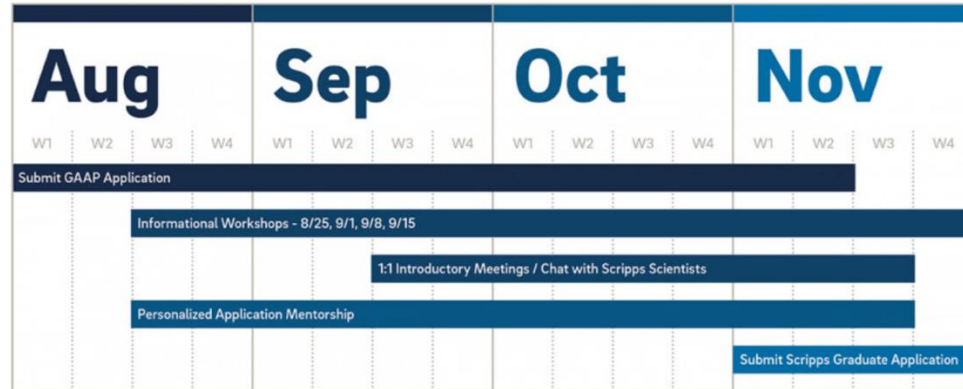 Aug Sep Oct Nov
W1 W2 W3 W4 W1 W2 W3 W4 W1 W2 W3 W4 W1 W2 W3 W4
Submit GAAP Application
Informational Workshops - 8/25, 9/1, 9/8, 9/15
1:1 Introductory Meetings / Chat with Scripps Scientists
Personalized Application Mentorship
Submit Scripps Graduate Application